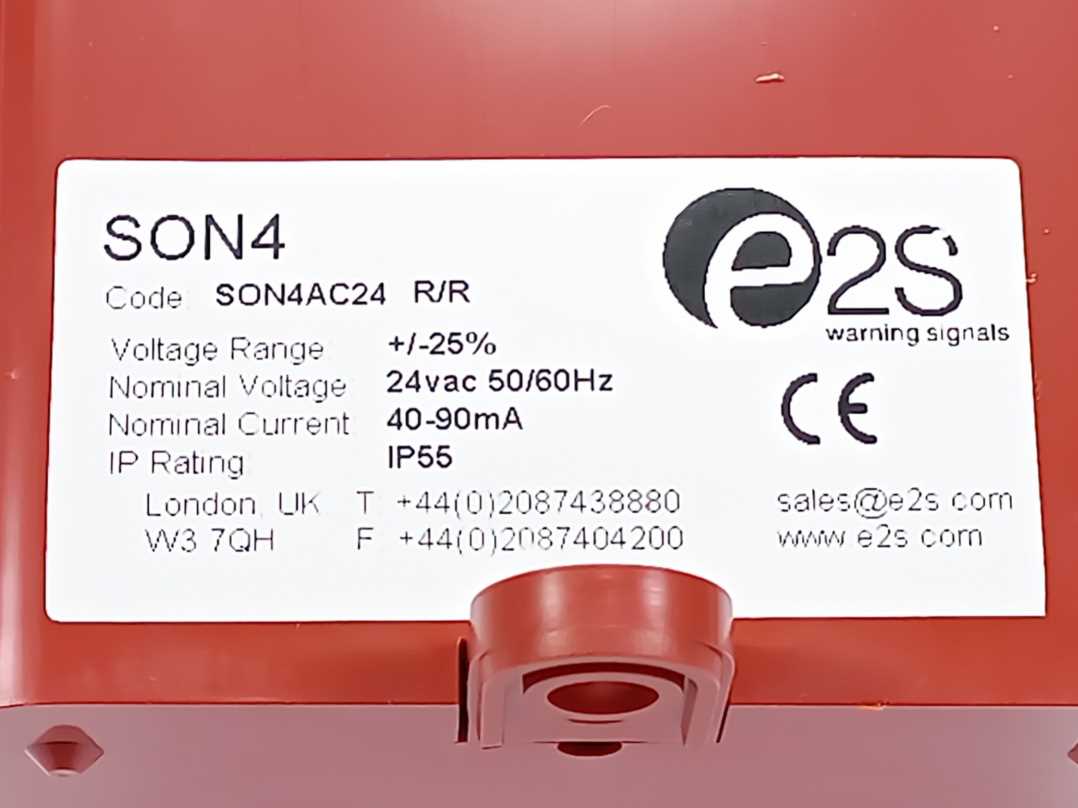 SON4
Code: SON4AC24 R/R
Voltage Range: +/-25%
Nominal Voltage: 24vac 50/60Hz
Nominal Current: 40-90mA
IP Rating: IP55
London, UK T +44(0)2087438880
W3 7QH F +44(0)2087404200
e2S
warning signals
CE
sales@e2s.com
www.e2s.com